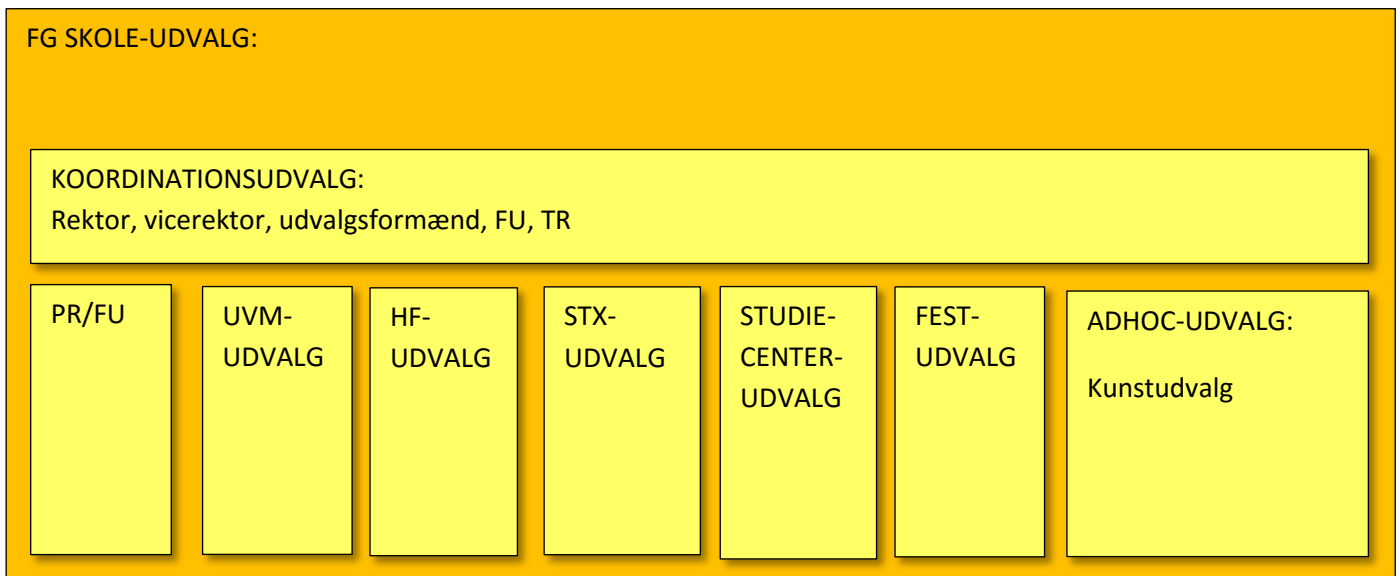 FG SKOLE-UDVALG:
KOORDINATIONSUDVALG:
Rektor, vicerektor, udvalgsformænd, FU, TR
PR/FU
UVM-
UDVALG
HF-
UDVALG
STX-
UDVALG
STUDIE-
CENTER-
UDVALG
FEST-
UDVALG
ADHOC-UDVALG:
Kunstudvalg